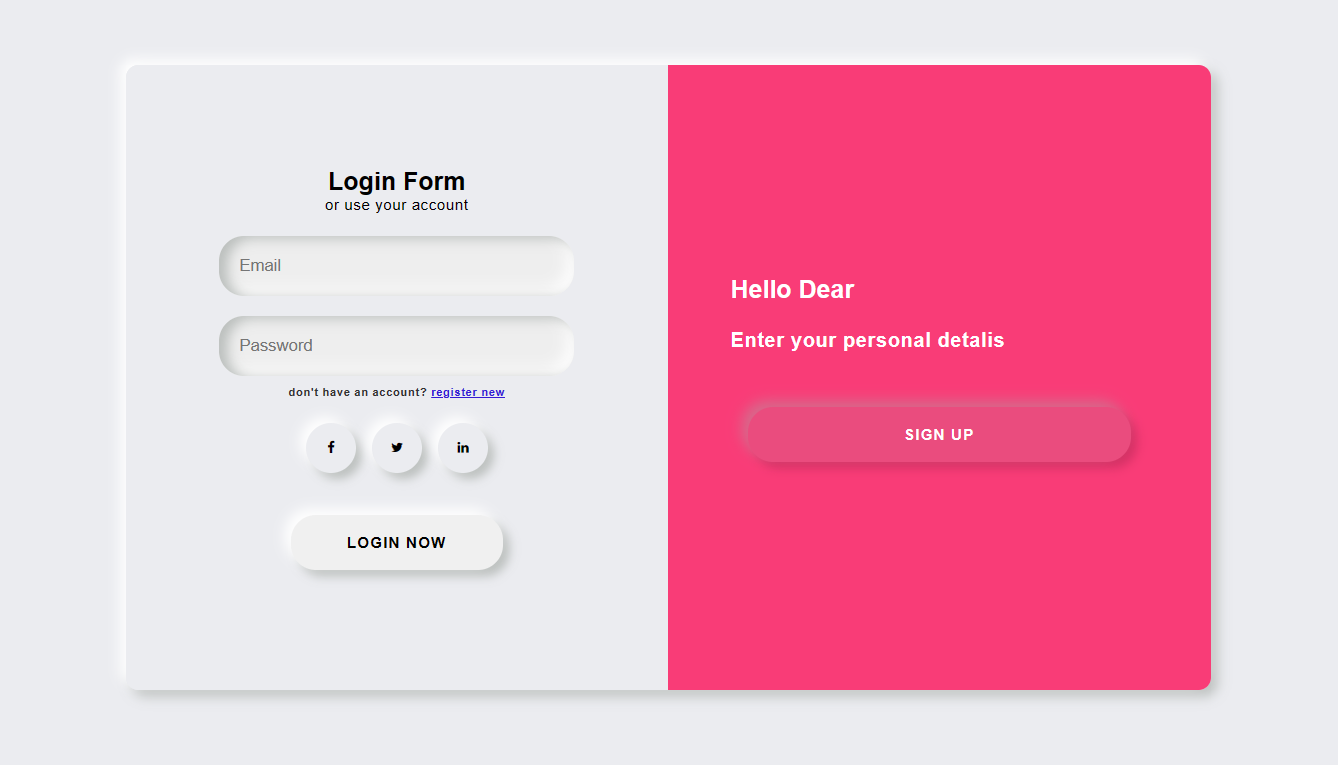 Login Form
or use your account
Email
Password
don't have an account? register new
LOGIN NOW
Hello Dear
Enter your personal detalis
SIGN UP